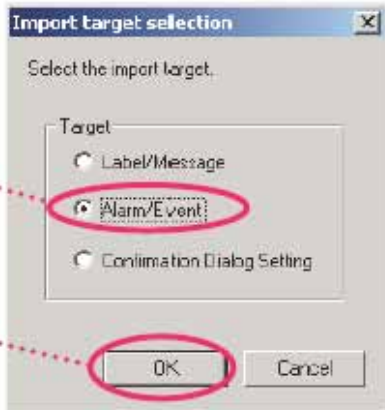 Import target selection
Select the import target.
Target
Label/Message
Alarm/Event
Confirmation Dialog Setting
OK
Cancel